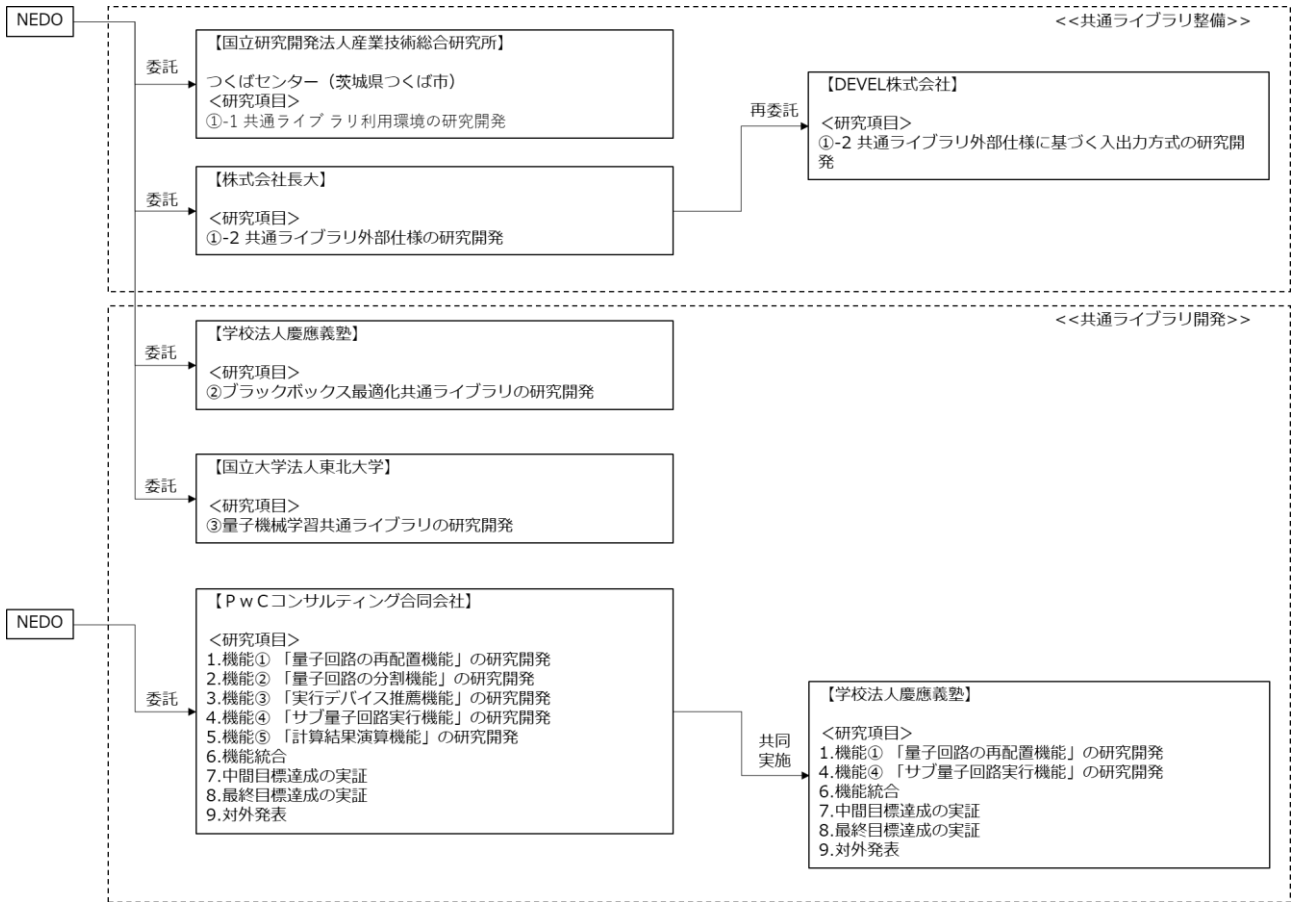 NEDO
<<共通ライブラリ整備>>
委託
【国立研究開発法人産業技術総合研究所】
つくばセンター（茨城県つくば市）
＜研究項目＞
①-1 共通ライブ ラリ利用環境の研究開発
再委託
【DEVEL株式会社】
＜研究項目＞
①-2 共通ライブラリ外部仕様に基づく入出力方式の研究開
発
委託
【株式会社長大】
＜研究項目＞
①-2 共通ライブラリ外部仕様の研究開発
<<共通ライブラリ開発>>
委託
【学校法人慶應義塾】
＜研究項目＞
②ブラックボックス最適化共通ライブラリの研究開発
委託
【国立大学法人東北大学】
＜研究項目＞
③量子機械学習共通ライブラリの研究開発
NEDO
委託
【ＰｗＣコンサルティング合同会社】
＜研究項目＞
1.機能① 「量子回路の再配置機能」の研究開発
2.機能② 「量子回路の分割機能」の研究開発
3.機能③ 「実行デバイス推薦機能」の研究開発
4.機能④ 「サブ量子回路実行機能」の研究開発
5.機能⑤ 「計算結果演算機能」の研究開発
6.機能統合
7.中間目標達成の実証
8.最終目標達成の実証
9.対外発表
共同
実施
【学校法人慶應義塾】
＜研究項目＞
1.機能① 「量子回路の再配置機能」の研究開発
4.機能④ 「サブ量子回路実行機能」の研究開発
6.機能統合
7.中間目標達成の実証
8.最終目標達成の実証
9.対外発表